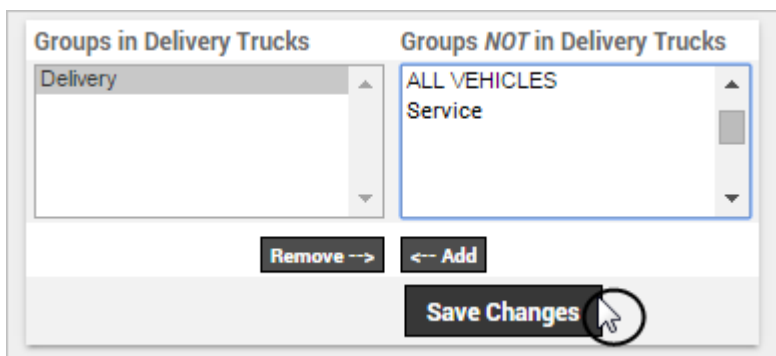 Groups in Delivery Trucks
Groups NOT in Delivery Trucks
Delivery
ALL VEHICLES
Service
Remove -->
<-- Add
Save Changes